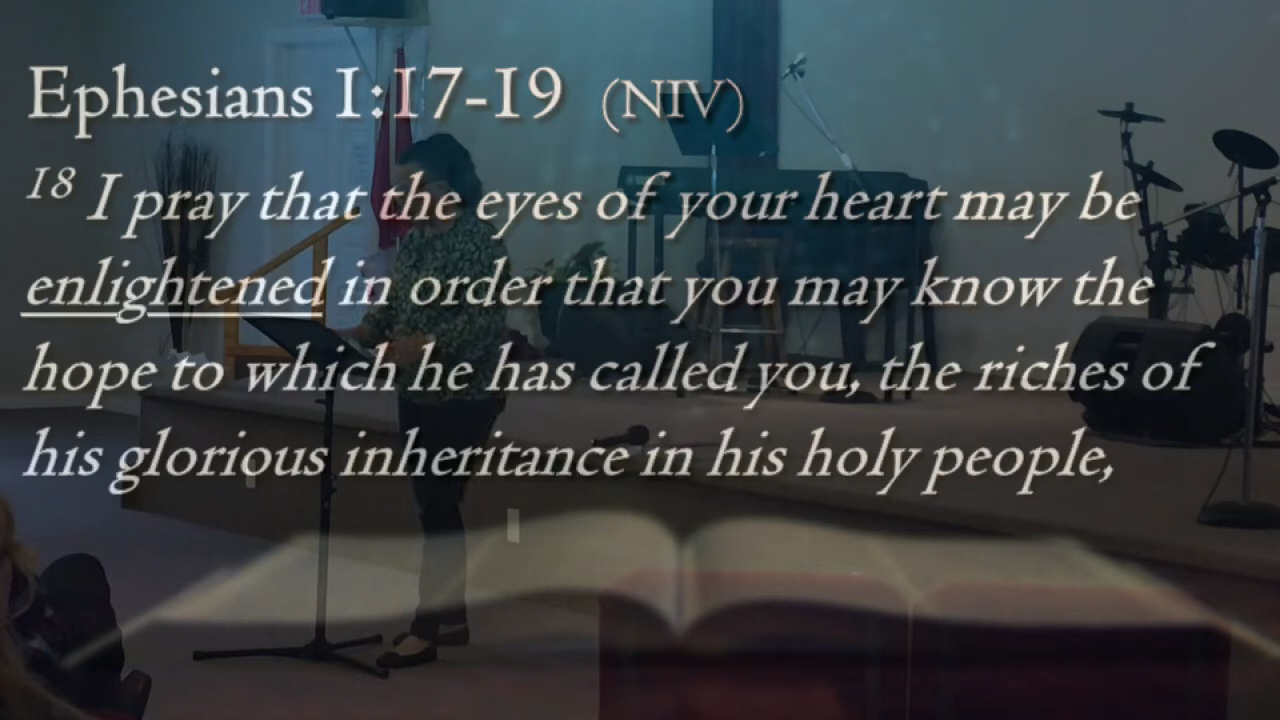 Ephesians 1:17-19 (NIV)
18 I pray that the eyes of your heart may be
enlightened in order that you may know the
hope to which he has called you, the riches of
his glorious inheritance in his holy people,